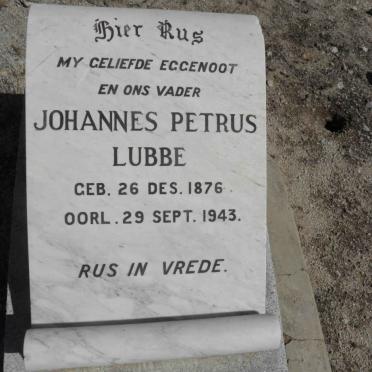 Hier Rus
MY GELIEFDE EGGENOOT
EN ONS VADER
JOHANNES PETRUS
LUBBE
GEB. 26 DES. 1876
OORL. 29 SEPT. 1943.
RUS IN VREDE.